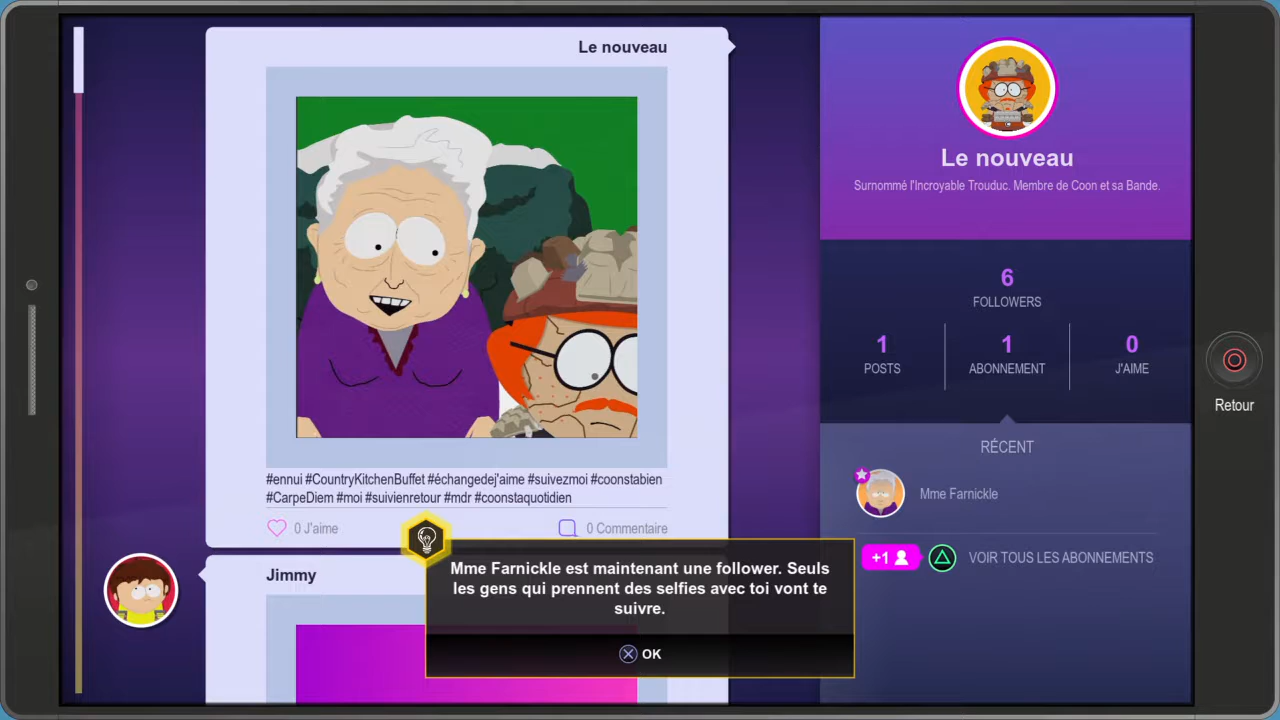 Le nouveau
#ennui #CountryKitchenBuffet #échangedej'aime #suivezmoi #coonstabien
#CarpeDiem #moi #suivienretour #mdr #coonstaquotidien
0 J'aime
0 Commentaire
Jimmy
Mme Farnickle est maintenant une follower. Seuls
les gens qui prennent des selfies avec toi vont te
suivre.
OK
Le nouveau
Surnommé l'Incroyable Trouduc. Membre de Coon et sa Bande.
6
FOLLOWERS
1
POSTS
1
ABONNEMENT
0
J'AIME
RÉCENT
Mme Farnickle
+1
VOIR TOUS LES ABONNEMENTS
Retour